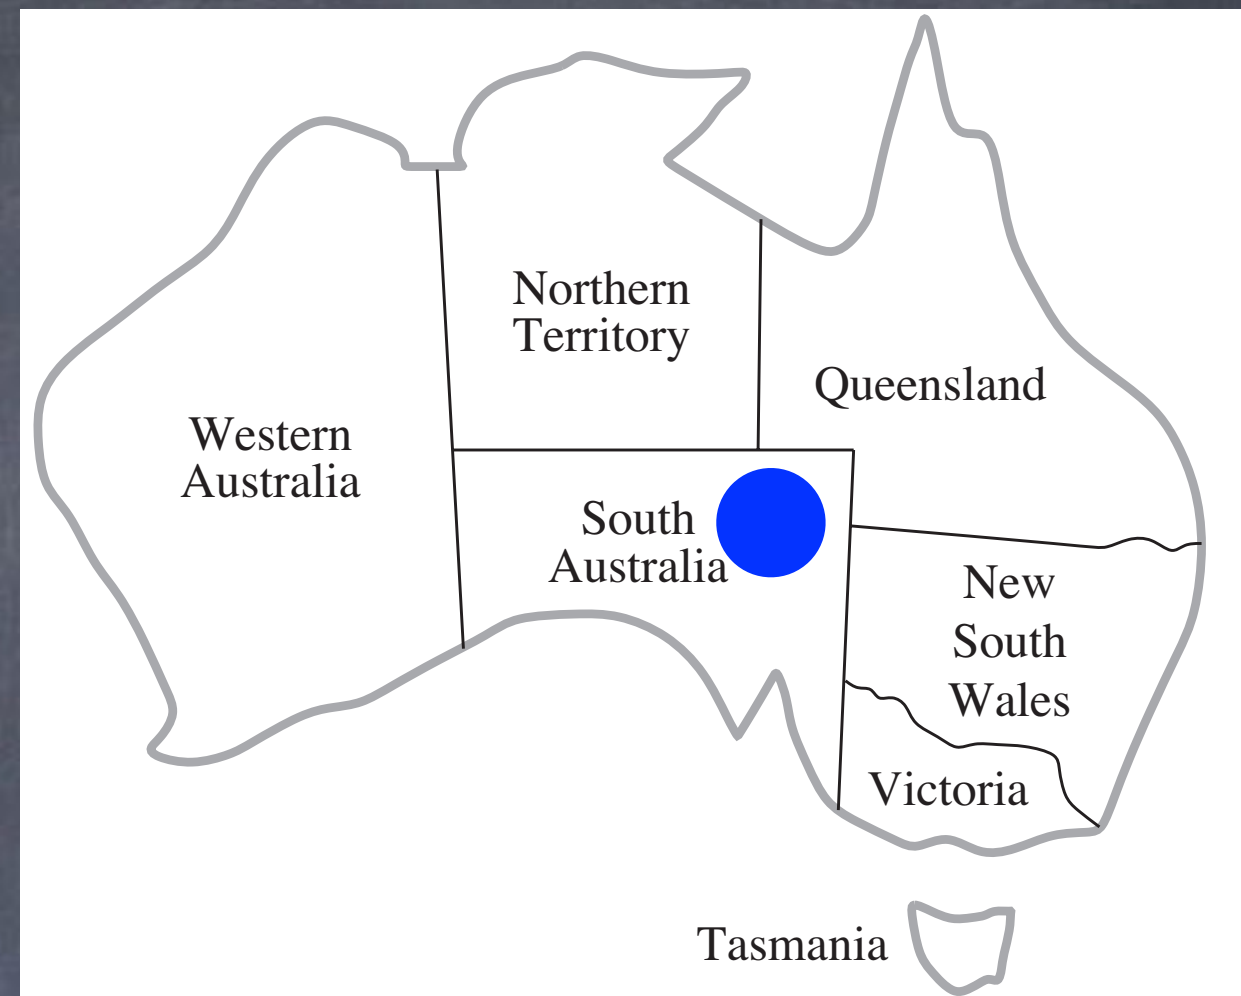 Northern
Territory
Queensland
Western
Australia
South
Australia
New
South
Wales
Victoria
Tasmania